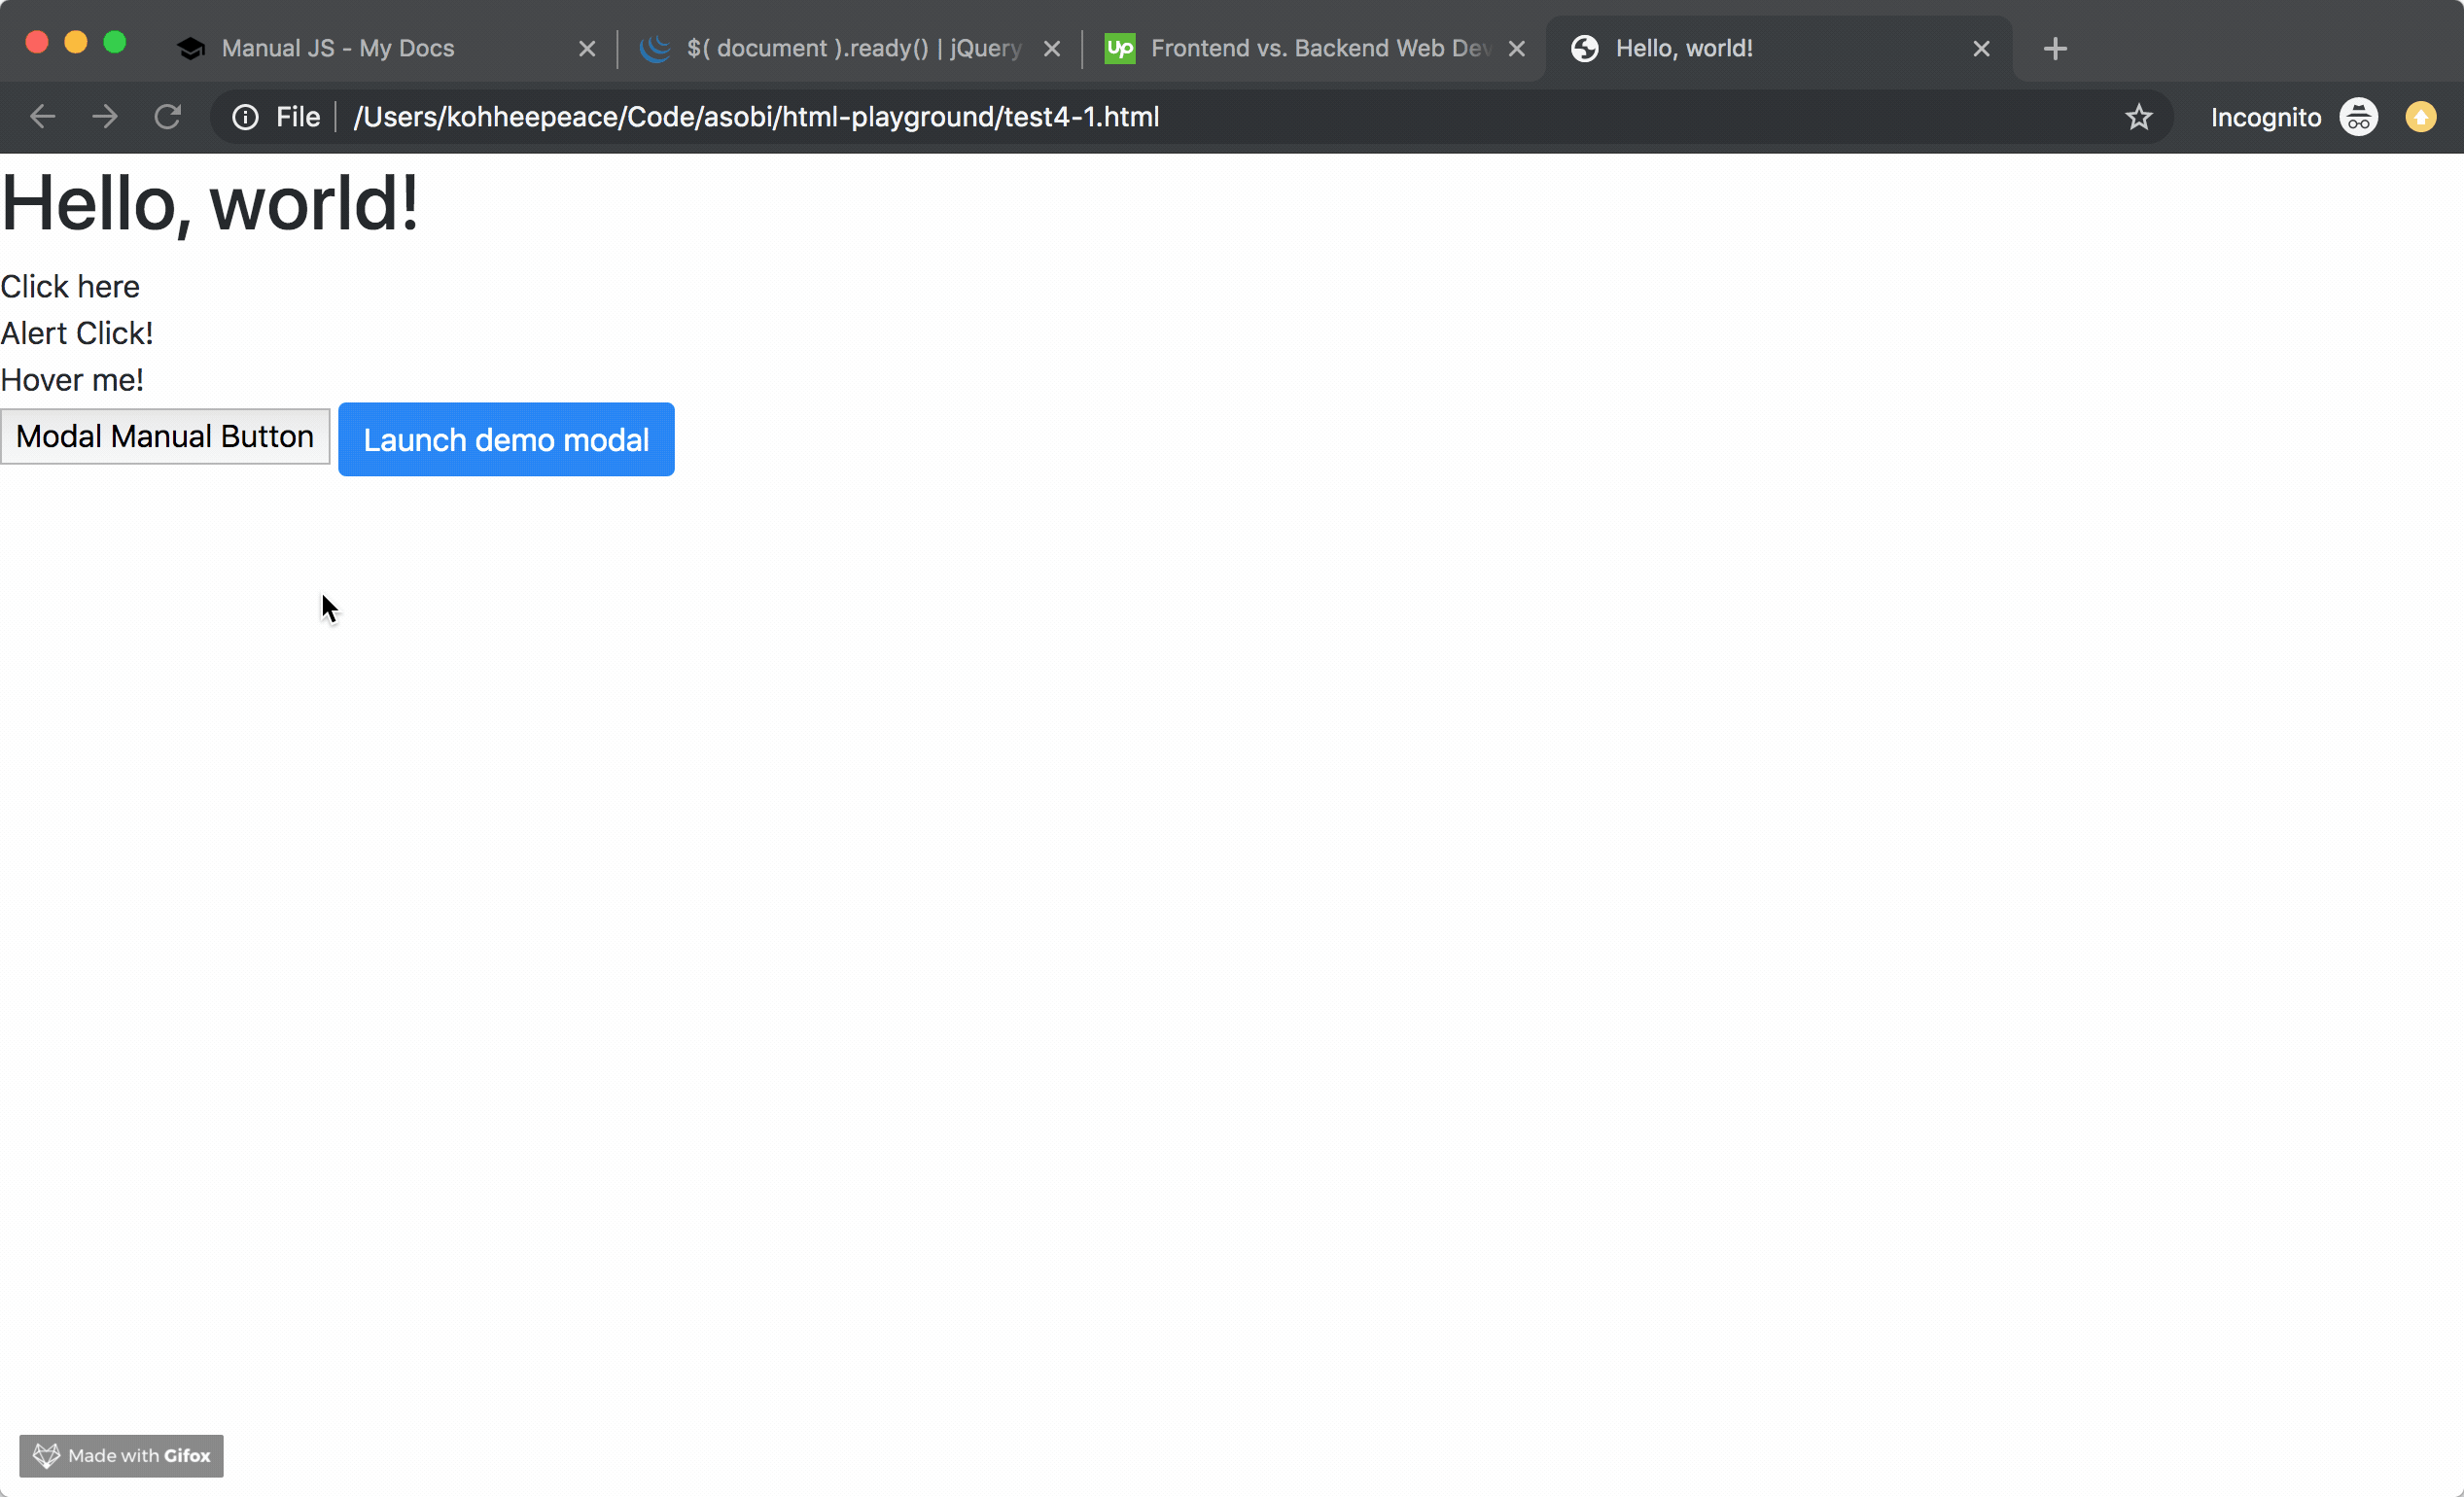 Manual JS - My Docs
$( document ).ready() | jQuery
Up Frontend vs. Backend Web Dev
Hello, world!
File /Users/kohheepeace/Code/asobi/html-playground/test4-1.html
Incognito
Hello, world!
Click here
Alert Click!
Hover me!
Modal Manual Button Launch demo modal
Made with Gifox